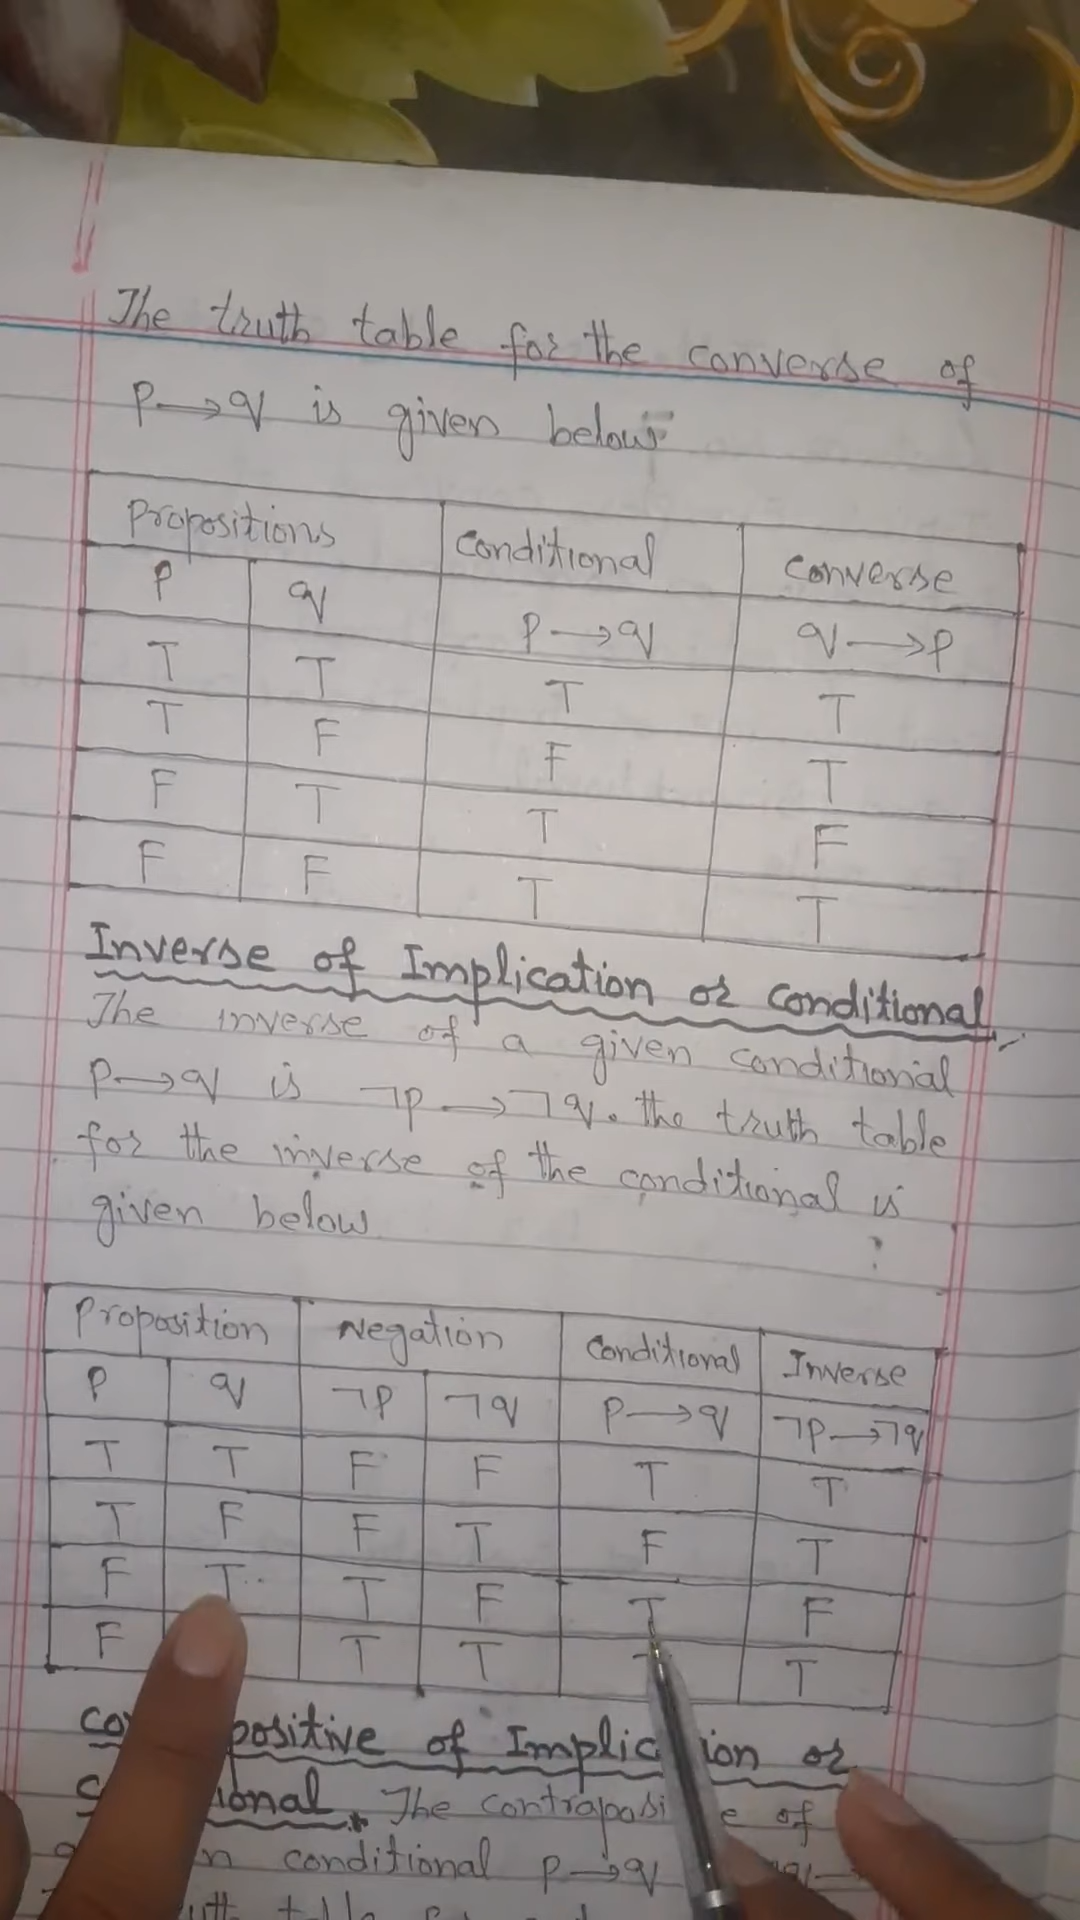 The truth table for the converse of
P→q is given below
Propositions Conditional Converse
P q P→q q→P
T T T T
T F F T
F T T F
F F T T
Inverse of Implication or conditional
The inverse of a given conditional
P→q is ¬P→¬q. the truth table
for the inverse of the conditional is
given below
Proposition Negation Conditional Inverse
P q ¬P ¬q P→q ¬P→¬q
T T F F T T
T F F T F T
F T T F T F
F T T T
positive of Implic ion or
ional. The contraposi e of
n conditional P→q